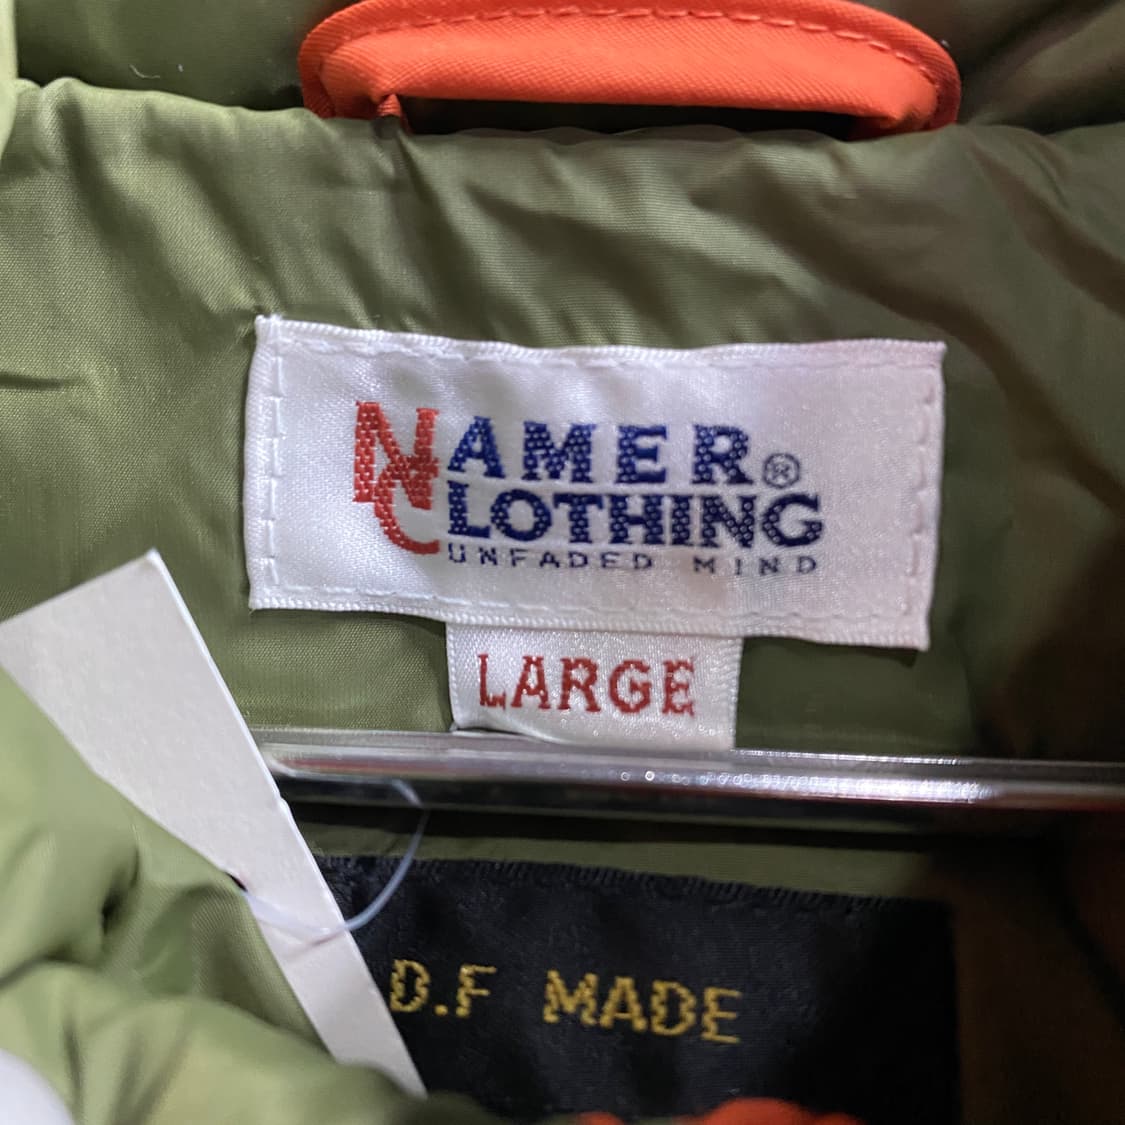 NAMER®
CLOTHING
UNFADED MIND
LARGE
D.F MADE